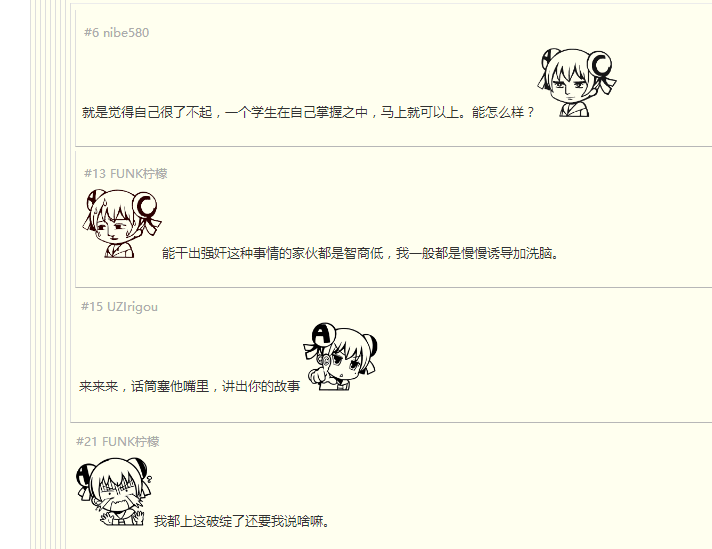 #6 nibe580
就是觉得自己很了不起，一个学生在自己掌握之中，马上就可以上。能怎么样？
#13 FUNK柠檬
能干出强奸这种事情的家伙都是智商低，我一般都是慢慢诱导加洗脑。
#15 UZIrigou
来来来，话筒塞他嘴里，讲出你的故事
#21 FUNK柠檬
我都上这破绽了还要我说啥嘛。